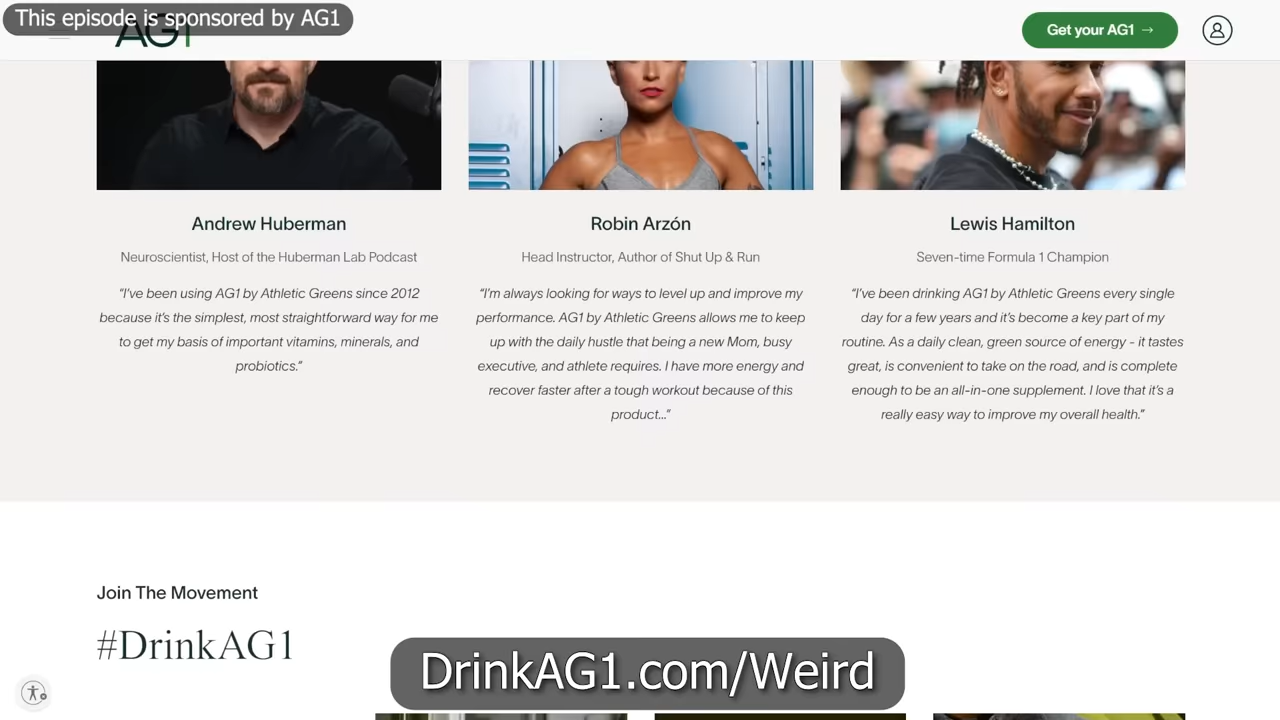 This episode is sponsored by AG1
AG1
Get your AG1 →
Andrew Huberman
Neuroscientist, Host of the Huberman Lab Podcast
“I’ve been using AG1 by Athletic Greens since 2012
because it’s the simplest, most straightforward way for me
to get my basis of important vitamins, minerals, and
probiotics.”
Robin Arzón
Head Instructor, Author of Shut Up & Run
“I’m always looking for ways to level up and improve my
performance. AG1 by Athletic Greens allows me to keep
up with the daily hustle that being a new Mom, busy
executive, and athlete requires. I have more energy and
recover faster after a tough workout because of this
product...”
Lewis Hamilton
Seven-time Formula 1 Champion
“I’ve been drinking AG1 by Athletic Greens every single
day for a few years and it’s become a key part of my
routine. As a daily clean, green source of energy - it tastes
great, is convenient to take on the road, and is complete
enough to be an all-in-one supplement. I love that it’s a
really easy way to improve my overall health.”
Join The Movement
#DrinkAG1
DrinkAG1.com/Weird